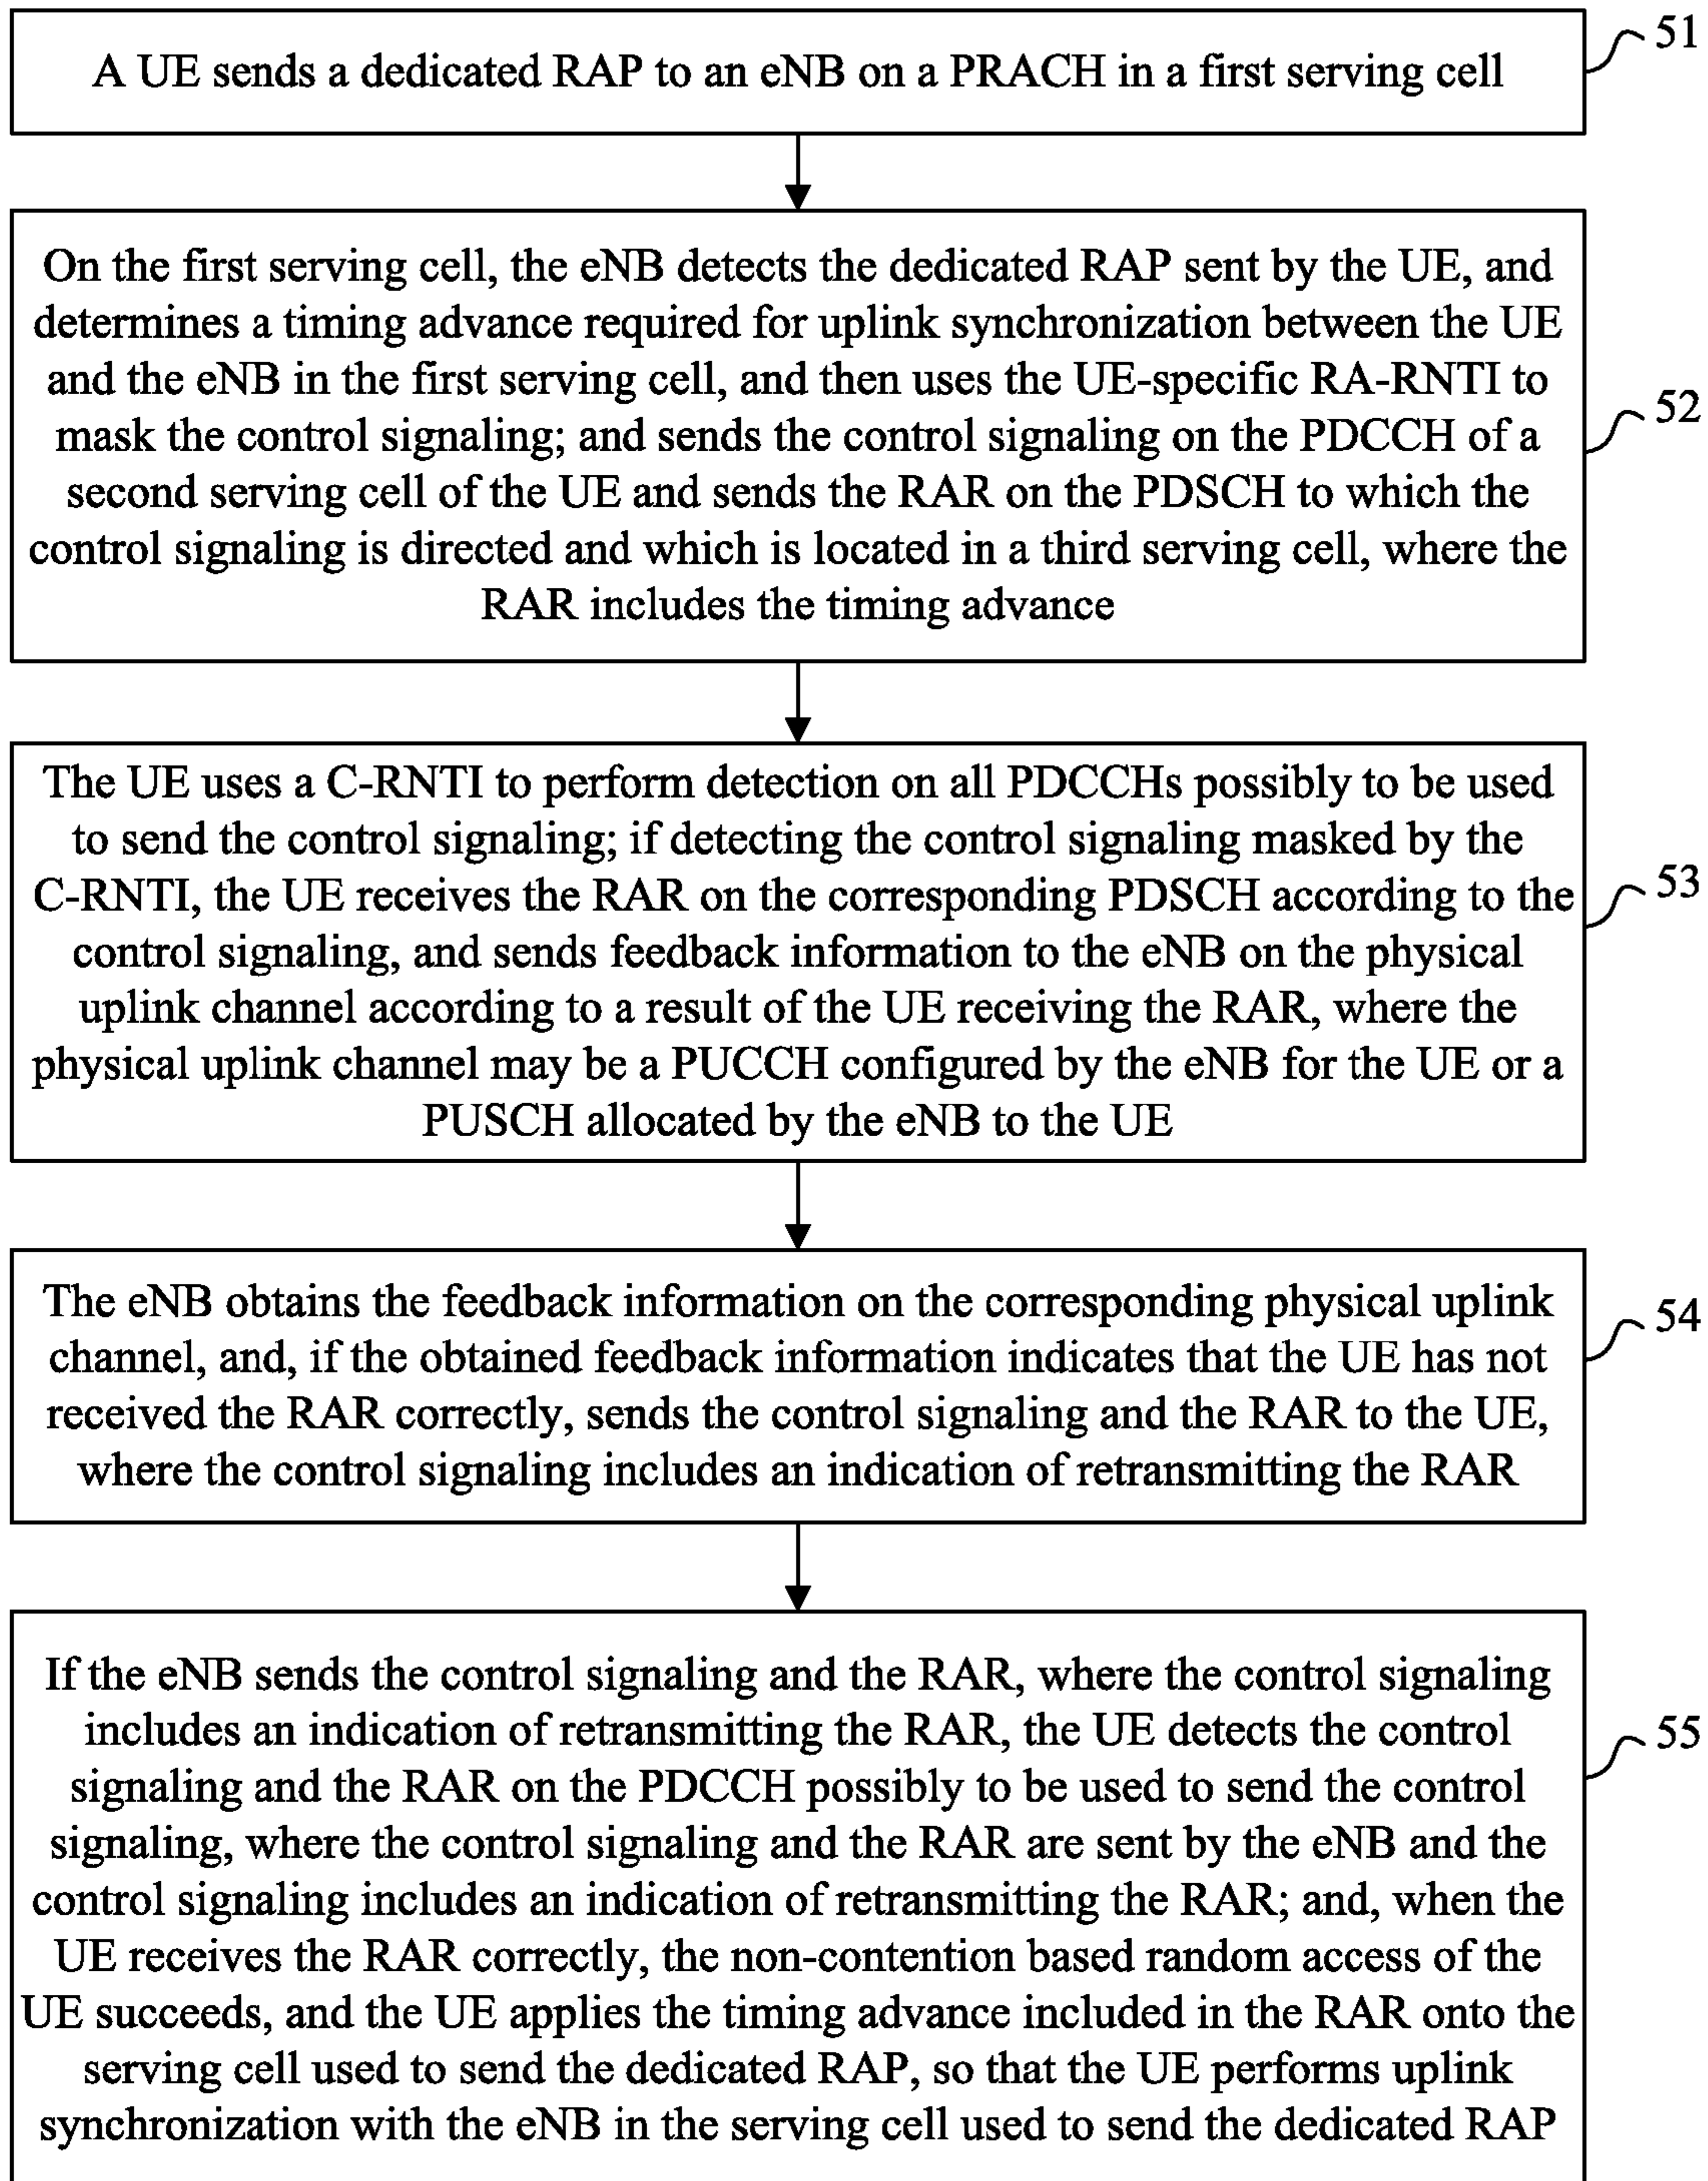 A UE sends a dedicated RAP to an eNB on a PRACH in a first serving cell
51
On the first serving cell, the eNB detects the dedicated RAP sent by the UE, and
determines a timing advance required for uplink synchronization between the UE
and the eNB in the first serving cell, and then uses the UE-specific RA-RNTI to
mask the control signaling; and sends the control signaling on the PDCCH of a
second serving cell of the UE and sends the RAR on the PDSCH to which the
control signaling is directed and which is located in a third serving cell, where the
RAR includes the timing advance
52
The UE uses a C-RNTI to perform detection on all PDCCHs possibly to be used
to send the control signaling; if detecting the control signaling masked by the
C-RNTI, the UE receives the RAR on the corresponding PDSCH according to the
control signaling, and sends feedback information to the eNB on the physical
uplink channel according to a result of the UE receiving the RAR, where the
physical uplink channel may be a PUCCH configured by the eNB for the UE or a
PUSCH allocated by the eNB to the UE
53
The eNB obtains the feedback information on the corresponding physical uplink
channel, and, if the obtained feedback information indicates that the UE has not
received the RAR correctly, sends the control signaling and the RAR to the UE,
where the control signaling includes an indication of retransmitting the RAR
54
If the eNB sends the control signaling and the RAR, where the control signaling
includes an indication of retransmitting the RAR, the UE detects the control
signaling and the RAR on the PDCCH possibly to be used to send the control
signaling, where the control signaling and the RAR are sent by the eNB and the
control signaling includes an indication of retransmitting the RAR; and, when the
UE receives the RAR correctly, the non-contention based random access of the
UE succeeds, and the UE applies the timing advance included in the RAR onto the
serving cell used to send the dedicated RAP, so that the UE performs uplink
synchronization with the eNB in the serving cell used to send the dedicated RAP
55